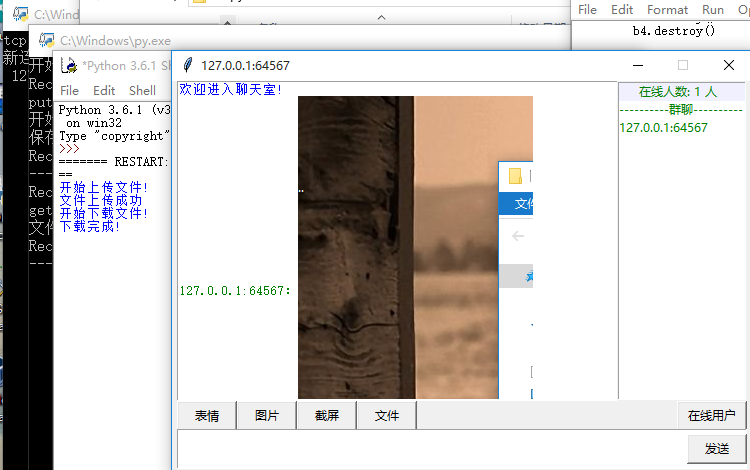 C:\Wind
C:\Windows\py.exe
tcp
新连
12
开始
Rec
put
开始
保存
Rec
---
Rec
get
文件
Rec
---
*Python 3.6.1 Sh
File Edit Shell
Python 3.6.1 (v3
on win32
Type "copyright"
>>>
======= RESTART:
==
开始上传文件!
文件上传成功
开始下载文件!
下载完成!
File Edit Format Run Op
b4.destroy()
127.0.0.1:64567
欢迎进入聊天室!
127.0.0.1:64567:
文件
在线人数: 1 人
----------群聊----------
127.0.0.1:64567
表情 图片 截屏 文件 在线用户
发送